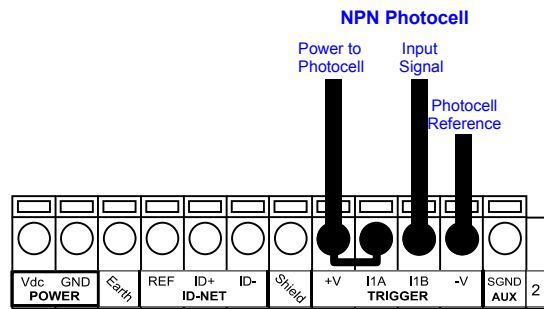 NPN Photocell
Power to
Photocell
Input
Signal
Photocell
Reference
Vdc GND Earth REF ID+ ID- Shield +V I1A I1B -V SGND 2
POWER ID-NET TRIGGER AUX